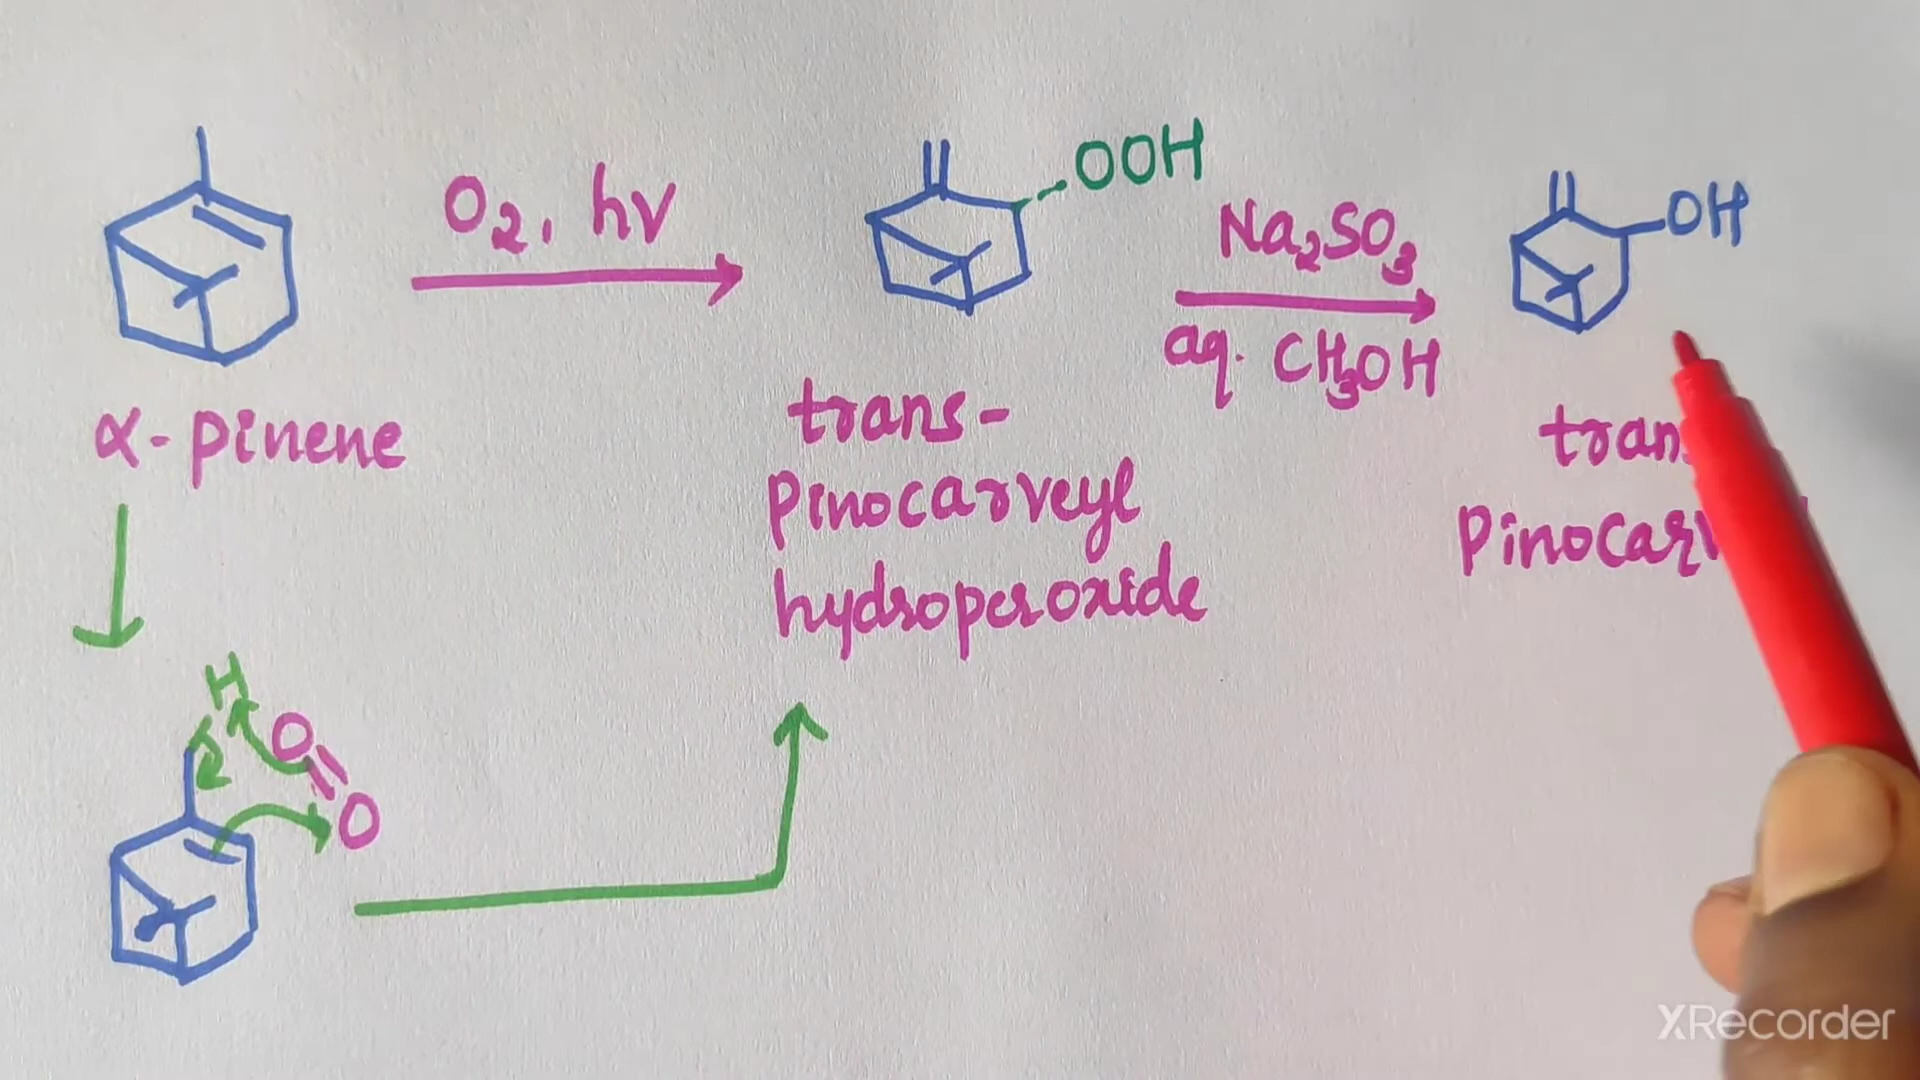 O₂, hν
OOH
Na₂SO₃
aq. CH₃OH
OH
α-pinene
trans-
Pinocarveyl
hydroperoxide
H
O
O
XRecorder